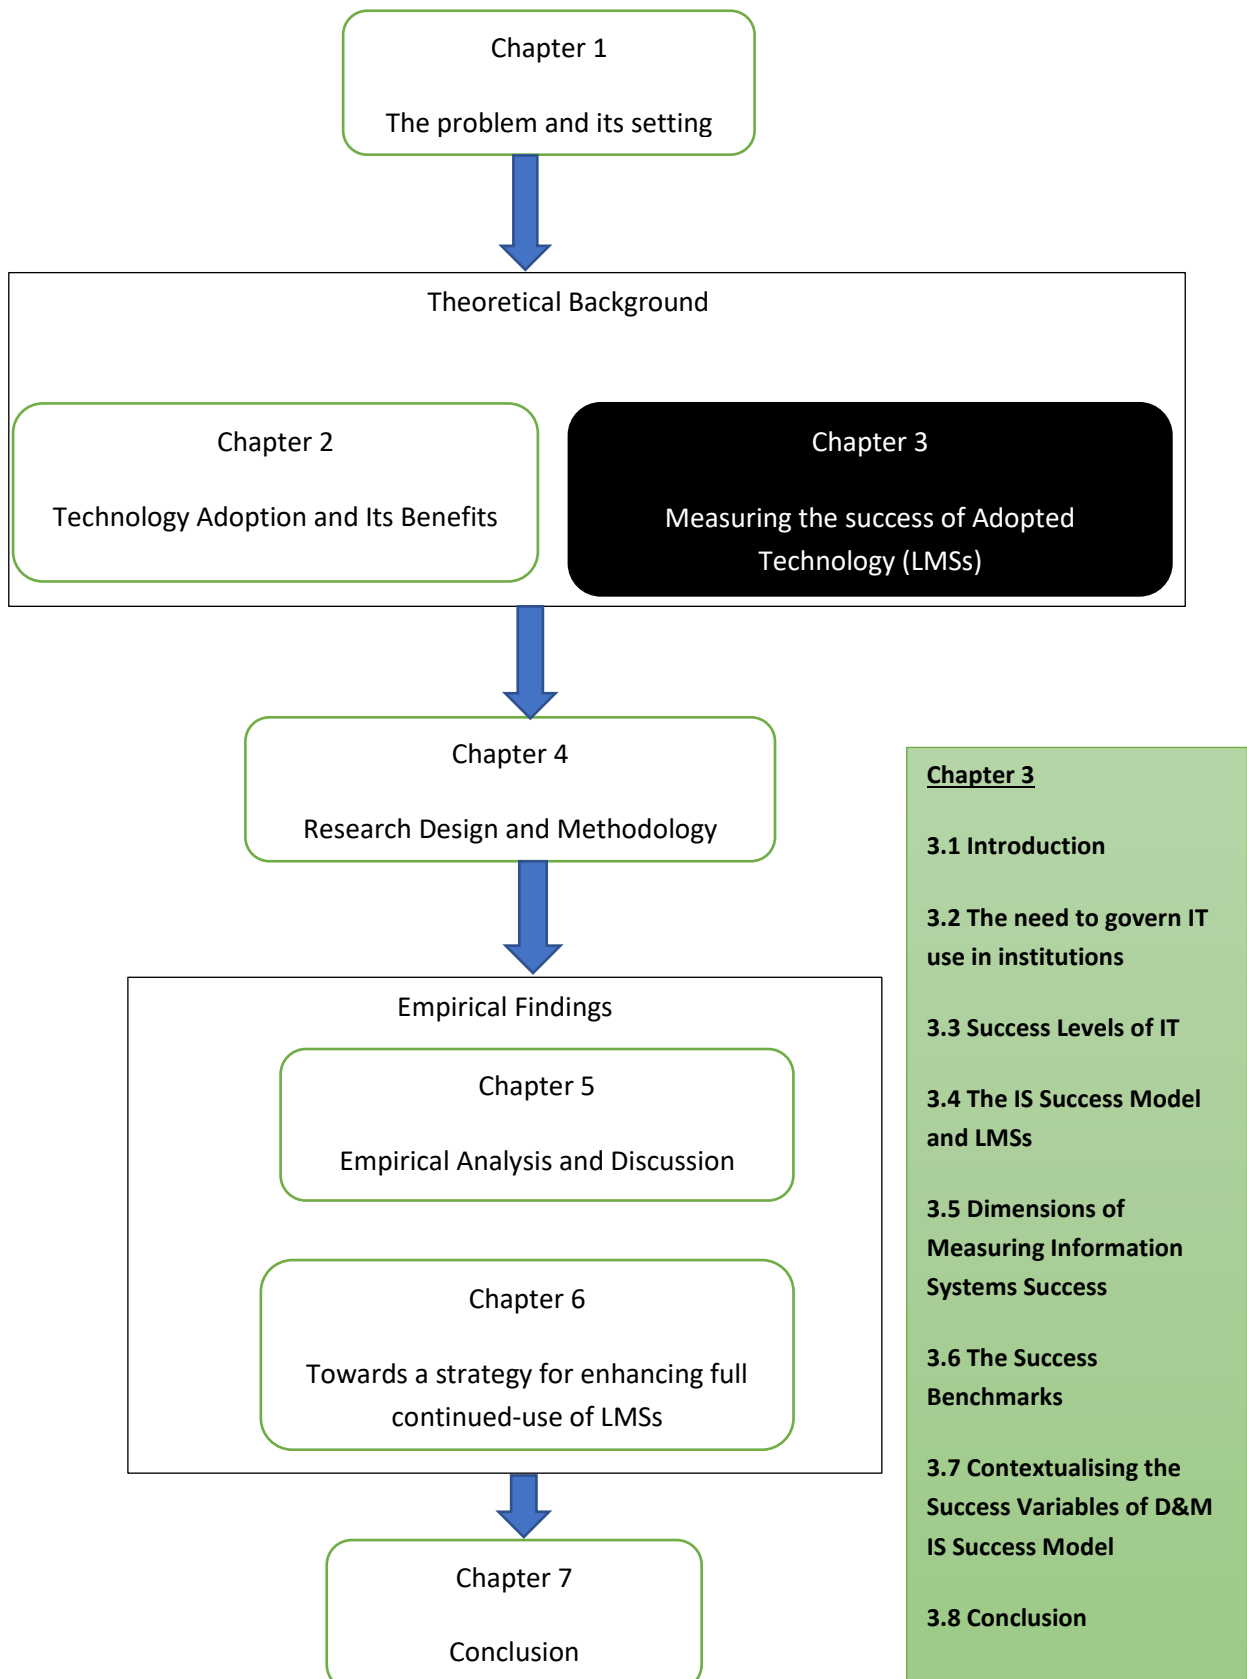 Chapter 1
The problem and its setting
Theoretical Background
Chapter 2
Technology Adoption and Its Benefits
Chapter 3
Measuring the success of Adopted
Technology (LMSs)
Chapter 4
Research Design and Methodology
Empirical Findings
Chapter 5
Empirical Analysis and Discussion
Chapter 6
Towards a strategy for enhancing full
continued-use of LMSs
Chapter 7
Conclusion
Chapter 3
3.1 Introduction
3.2 The need to govern IT
use in institutions
3.3 Success Levels of IT
3.4 The IS Success Model
and LMSs
3.5 Dimensions of
Measuring Information
Systems Success
3.6 The Success
Benchmarks
3.7 Contextualising the
Success Variables of D&M
IS Success Model
3.8 Conclusion